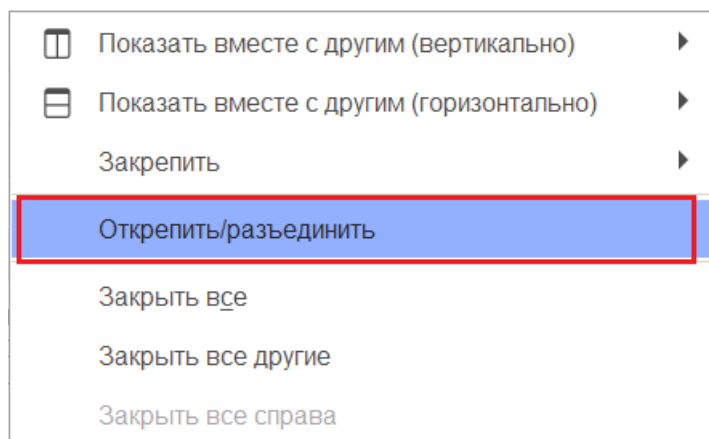 Показать вместе с другим (вертикально)
Показать вместе с другим (горизонтально)
Закрепить
Открепить/разъединить
Закрыть все
Закрыть все другие
Закрыть все справа